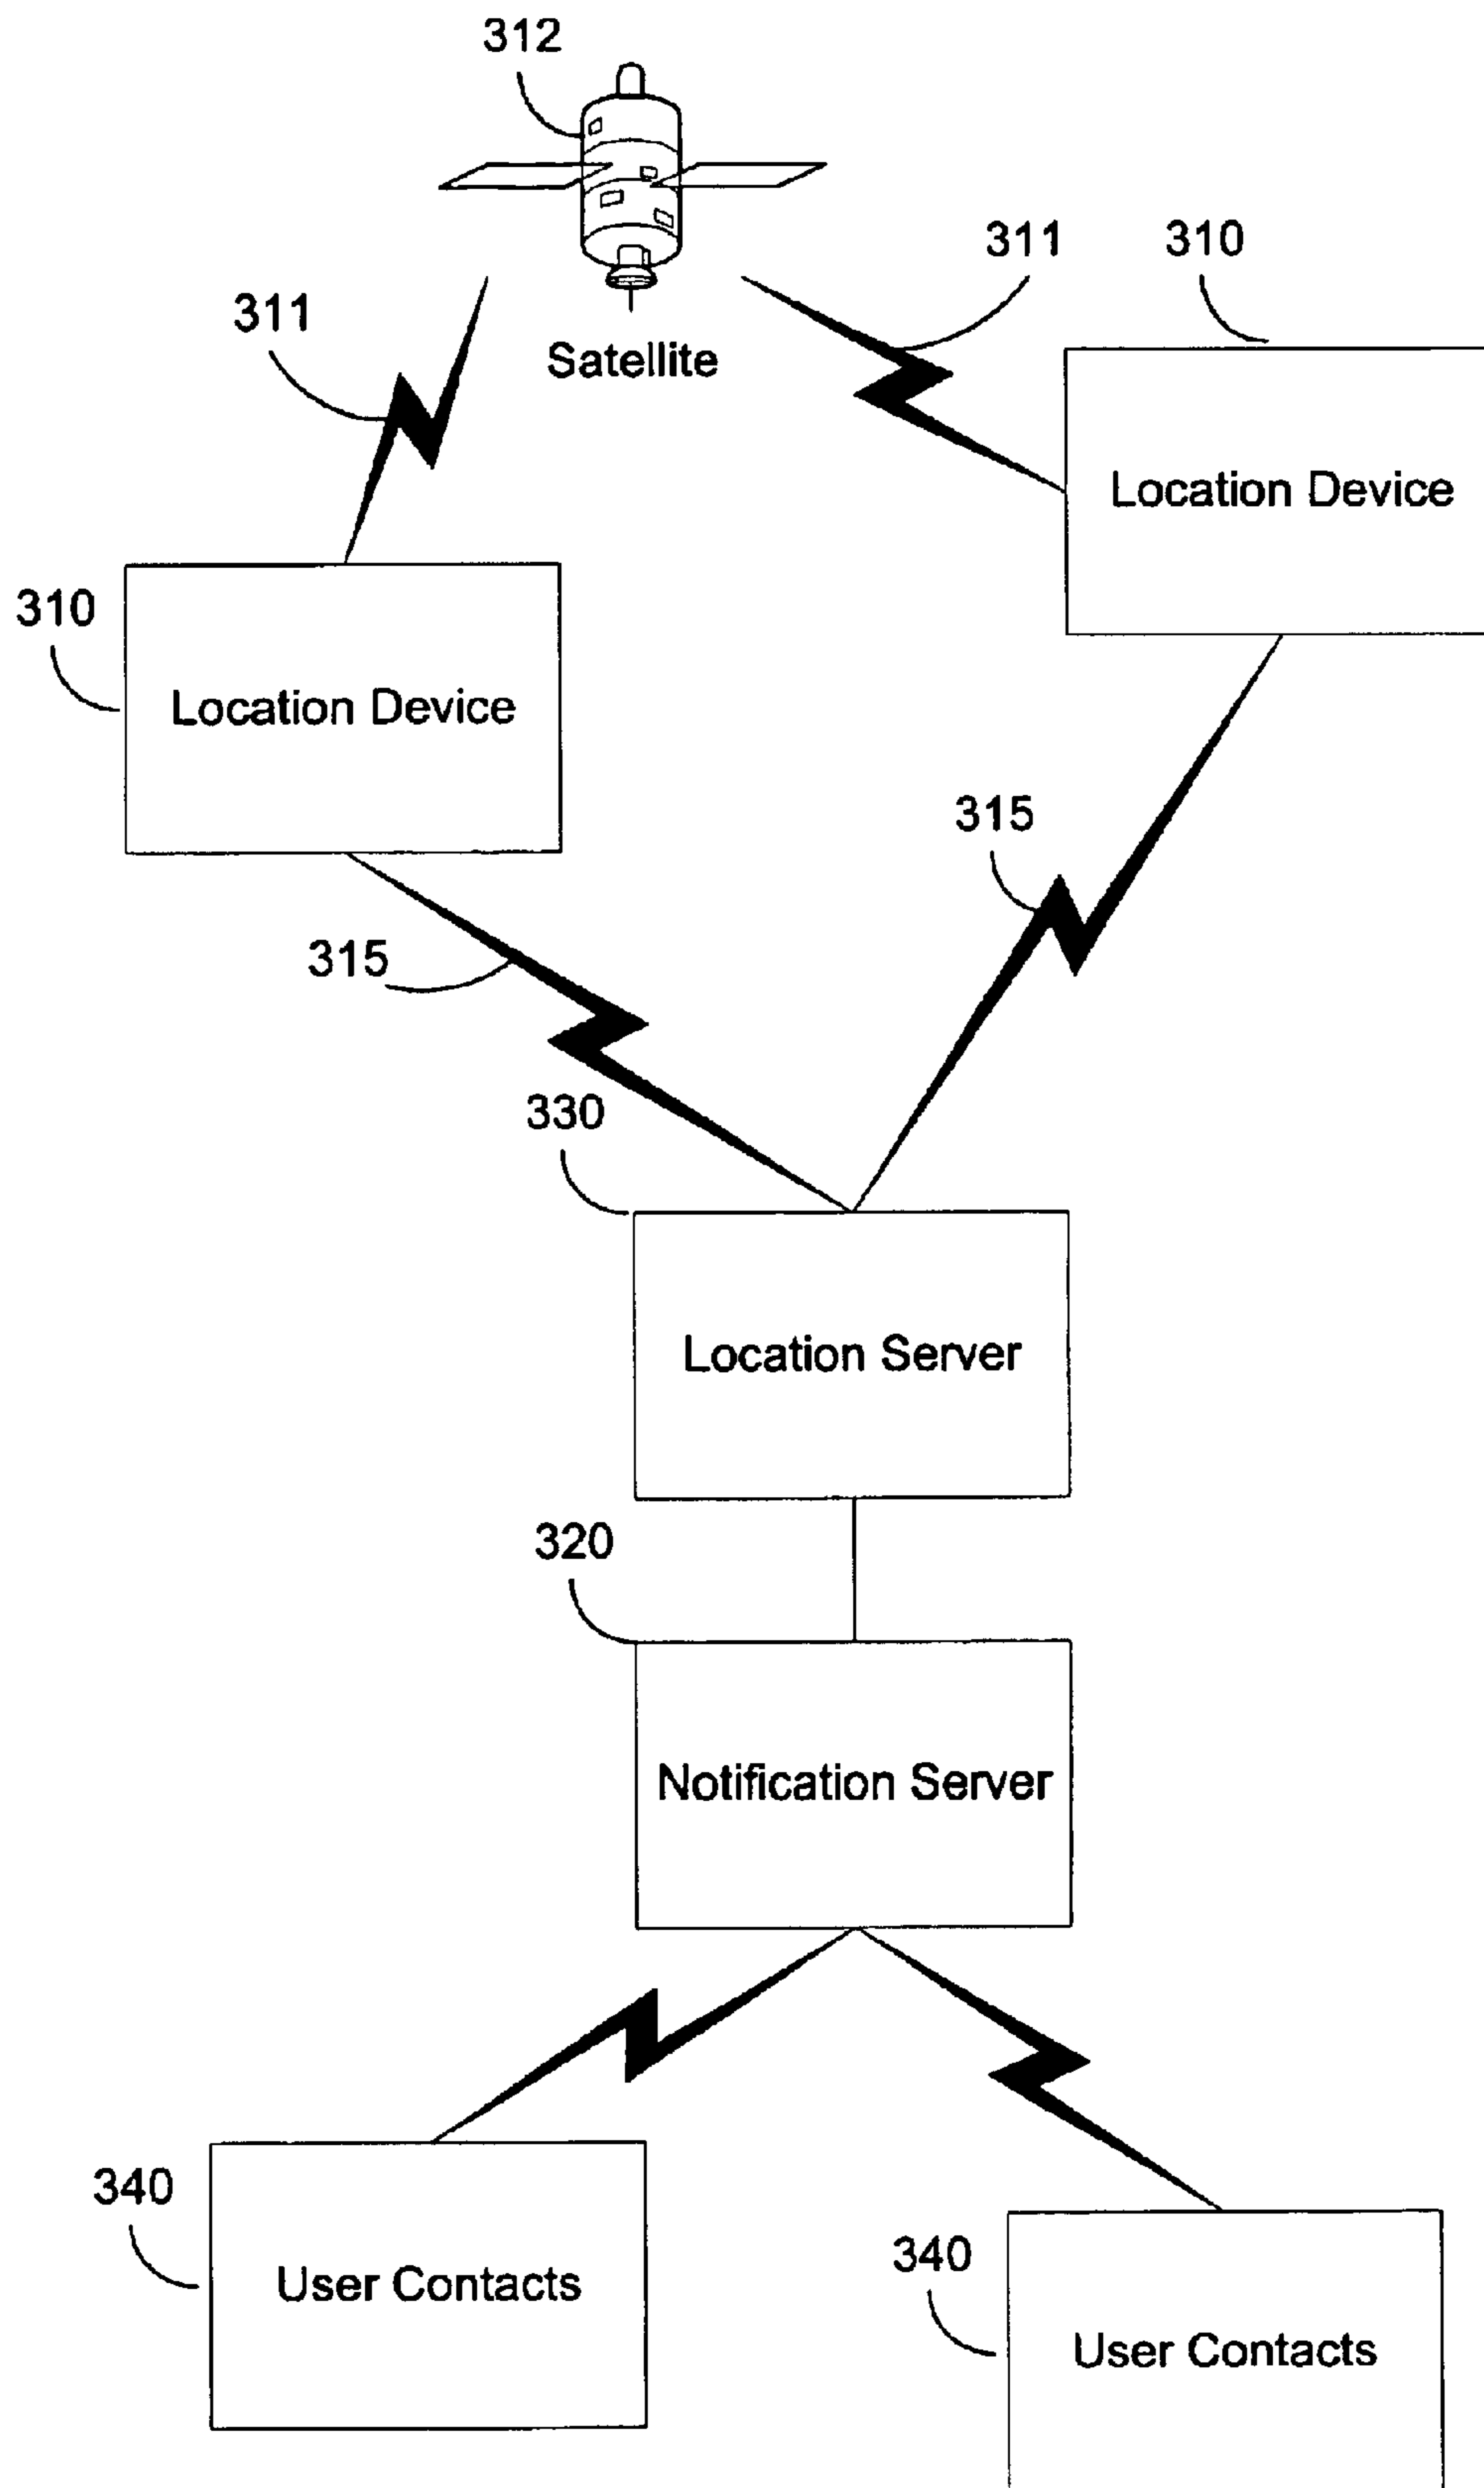 312
311
310
311
Satellite
Location Device
310
Location Device
315
315
330
Location Server
320
Notification Server
340
User Contacts
340
User Contacts